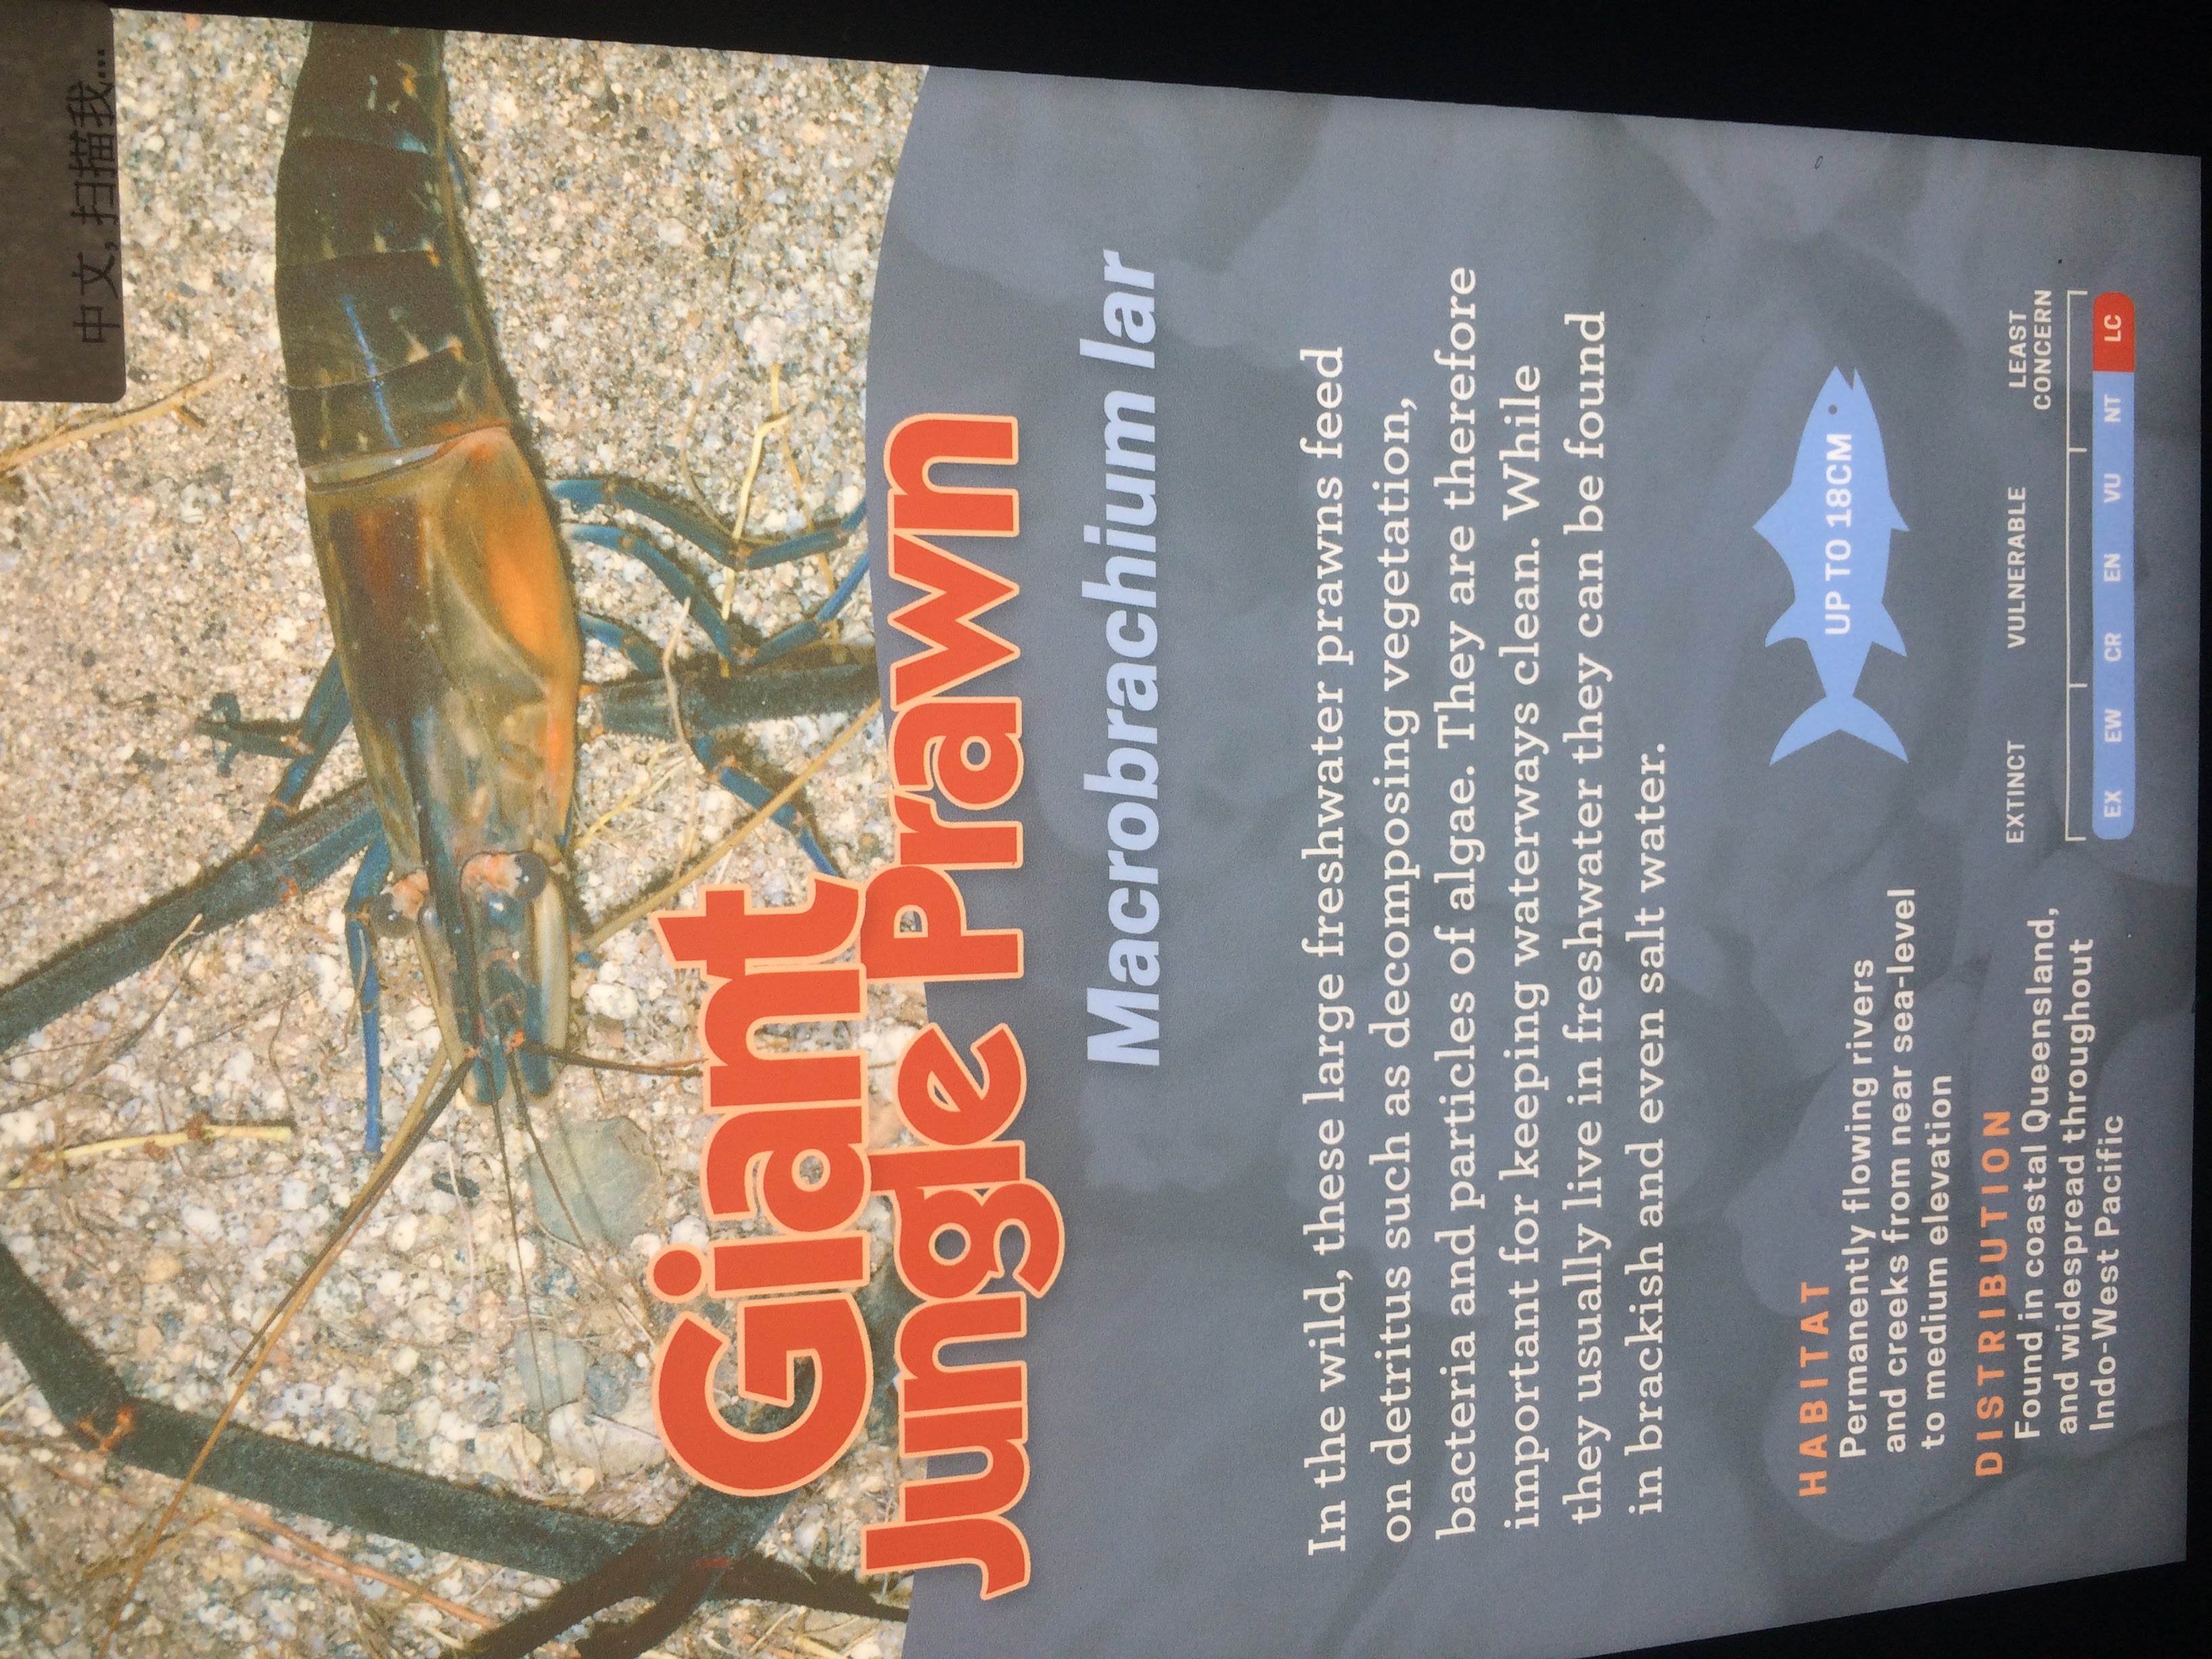 中文, 扫描我...
Giant
Jungle Prawn
Macrobrachium lar
In the wild, these large freshwater prawns feed
on detritus such as decomposing vegetation,
bacteria and particles of algae. They are therefore
important for keeping waterways clean. While
they usually live in freshwater they can be found
in brackish and even salt water.
HABITAT
Permanently flowing rivers
and creeks from near sea-level
to medium elevation
DISTRIBUTION
Found in coastal Queensland,
and widespread throughout
Indo-West Pacific
UP TO 18CM
EXTINCT VULNERABLE LEAST
CONCERN
EX EW CR EN VU NT LC